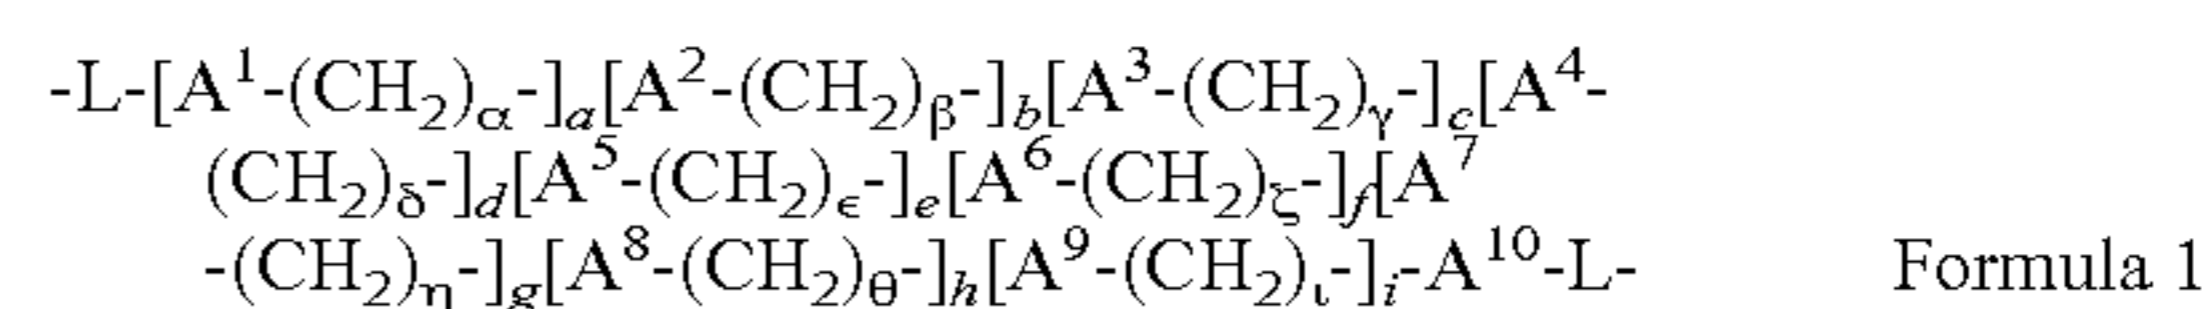 -L-[A¹-(CH₂)α-]a[A²-(CH₂)β-]b[A³-(CH₂)γ-]c[A⁴-
(CH₂)δ-]d[A⁵-(CH₂)ϵ-]e[A⁶-(CH₂)ζ-]f[A⁷
-(CH₂)η-]g[A⁸-(CH₂)θ-]h[A⁹-(CH₂)ι-]i-A¹⁰-L- Formula 1